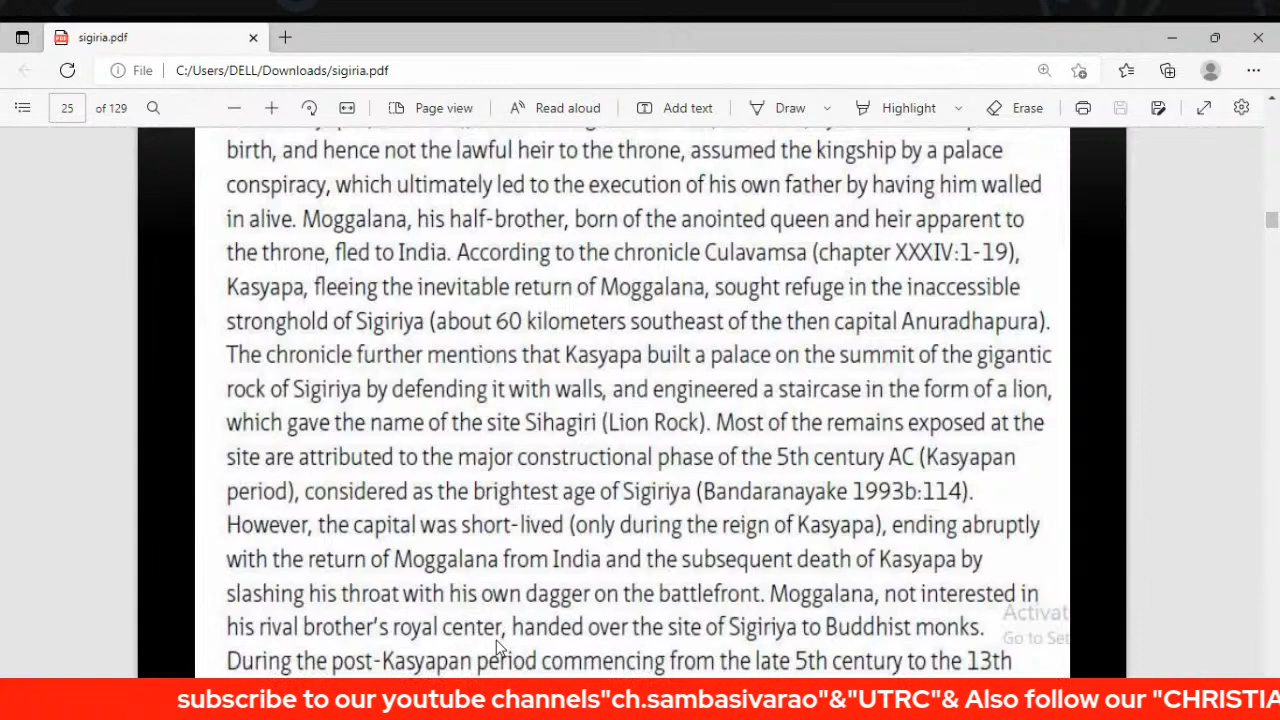 sigiria.pdf
File
C:/Users/DELL/Downloads/sigiria.pdf
25
of 129
Page view
Read aloud
Add text
Draw
Highlight
Erase
birth, and hence not the lawful heir to the throne, assumed the kingship by a palace
conspiracy, which ultimately led to the execution of his own father by having him walled
in alive. Moggalana, his half-brother, born of the anointed queen and heir apparent to
the throne, fled to India. According to the chronicle Culavamsa (chapter XXXIV:1-19),
Kasyapa, fleeing the inevitable return of Moggalana, sought refuge in the inaccessible
stronghold of Sigiriya (about 60 kilometers southeast of the then capital Anuradhapura).
The chronicle further mentions that Kasyapa built a palace on the summit of the gigantic
rock of Sigiriya by defending it with walls, and engineered a staircase in the form of a lion,
which gave the name of the site Sihagiri (Lion Rock). Most of the remains exposed at the
site are attributed to the major constructional phase of the 5th century AC (Kasyapan
period), considered as the brightest age of Sigiriya (Bandaranayake 1993b:114).
However, the capital was short-lived (only during the reign of Kasyapa), ending abruptly
with the return of Moggalana from India and the subsequent death of Kasyapa by
slashing his throat with his own dagger on the battlefront. Moggalana, not interested in
his rival brother's royal center, handed over the site of Sigiriya to Buddhist monks.
During the post-Kasyapan period commencing from the late 5th century to the 13th
Activat
Go to Set
subscribe to our youtube channels"ch.sambasivarao"&"UTRC"& Also follow our "CHRISTIA